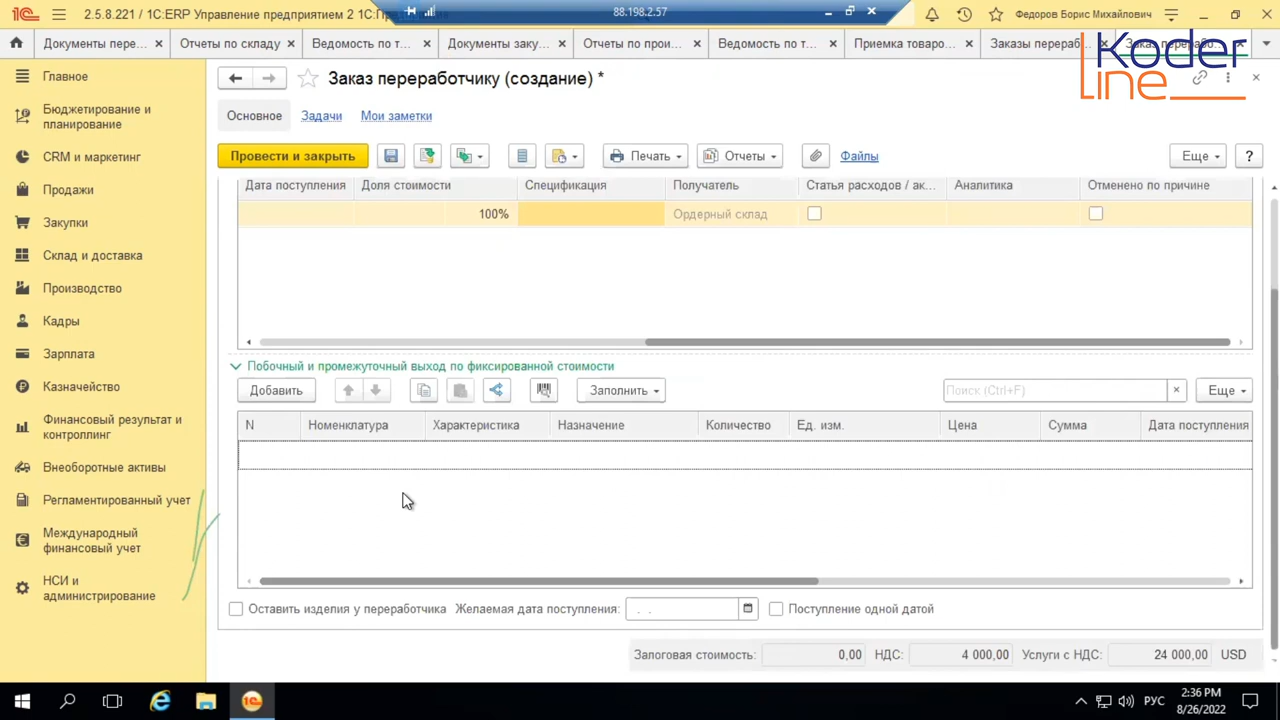 2.5.8.221 / 1С:ERP Управление предприятием 2 1С:Пр
88.198.2.57
Федоров Борис Михайлович
Документы пере...
Отчеты по складу
Ведомость по т...
Документы заку...
Отчеты по прои...
Ведомость по т...
Приемка товаро...
Заказы перераб
Заказ переработ
Koder
line
Главное
Бюджетирование и
планирование
CRM и маркетинг
Продажи
Закупки
Склад и доставка
Производство
Кадры
Зарплата
Казначейство
Финансовый результат и
контроллинг
Внеоборотные активы
Регламентированный учет
Международный
финансовый учет
НСИ и
администрирование
Заказ переработчику (создание) *
Основное
Задачи
Мои заметки
Провести и закрыть
Печать
Отчеты
Файлы
Еще
?
Дата поступления
Доля стоимости
Спецификация
Получатель
Статья расходов / ак...
Аналитика
Отменено по причине
100%
Ордерный склад
Побочный и промежуточный выход по фиксированной стоимости
Добавить
Заполнить
Поиск (Ctrl+F)
Еще
N
Номенклатура
Характеристика
Назначение
Количество
Ед. изм.
Цена
Сумма
Дата поступления
Оставить изделия у переработчика
Желаемая дата поступления:
Поступление одной датой
Залоговая стоимость:
0,00
НДС:
4 000,00
Услуги с НДС:
24 000,00
USD
РУС
2:36 PM
8/26/2022